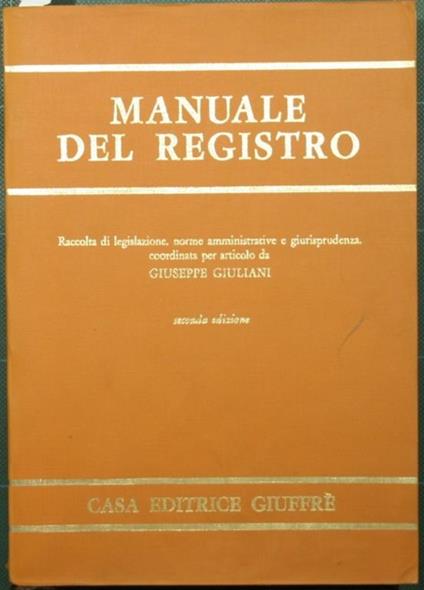 MANUALE
DEL REGISTRO
Raccolta di legislazione, norme amministrative e giurisprudenza,
coordinata per articolo da
GIUSEPPE GIULIANI
seconda edizione
CASA EDITRICE GIUFFRÈ